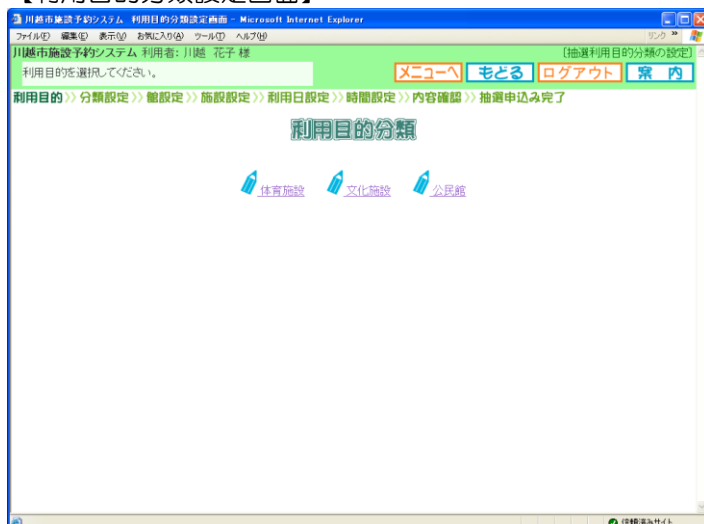 【利用目的分類設定画面】
川越市施設予約システム 利用目的分類設定画面 - Microsoft Internet Explorer
ファイル(F) 編集(E) 表示(V) お気に入り(A) ツール(T) ヘルプ(H) リンク »
川越市施設予約システム 利用者:川越 花子 様 〔抽選利用目的分類の設定〕
利用目的を選択してください。 メニューへ もどる ログアウト 案 内
利用目的》分類設定》館設定》施設設定》利用日設定》時間設定》内容確認》抽選申込み完了
利用目的分類
体育施設 文化施設 公民館
信頼済みサイト